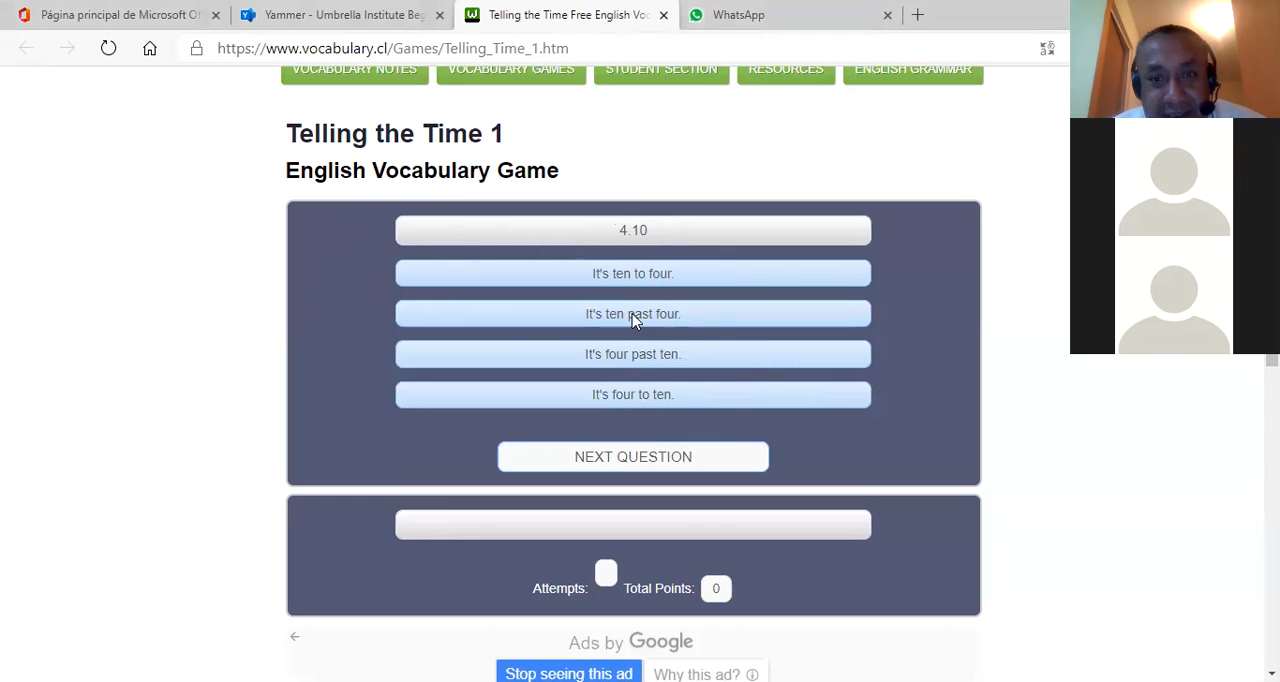 Página principal de Microsoft Of
Yammer - Umbrella Institute Beg
Telling the Time Free English Voc
WhatsApp
https://www.vocabulary.cl/Games/Telling_Time_1.htm
VOCABULARY NOTES
VOCABULARY GAMES
STUDENT SECTION
RESOURCES
ENGLISH GRAMMAR
Telling the Time 1
English Vocabulary Game
4.10
It's ten to four.
It's ten past four.
It's four past ten.
It's four to ten.
NEXT QUESTION
Attempts: Total Points: 0
Ads by Google
Stop seeing this ad
Why this ad?